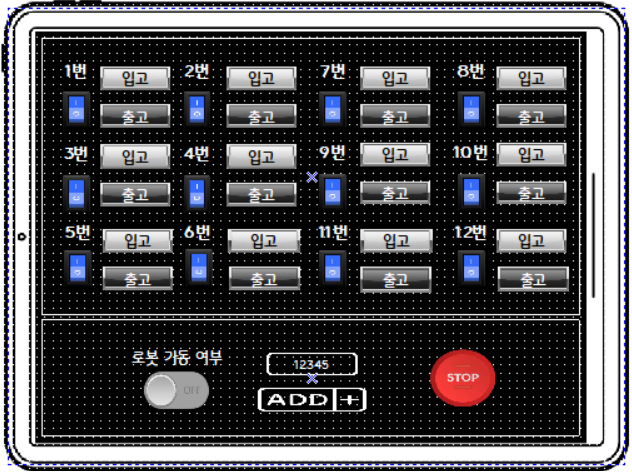 1번 입고 2번 입고 7번 입고 8번 입고
출고 출고 출고 출고
3번 입고 4번 입고 9번 입고 10번 입고
출고 출고 출고 출고
5번 입고 6번 입고 11번 입고 12번 입고
출고 출고 출고 출고
로봇 가동 여부
OFF
12345
ADD +
STOP